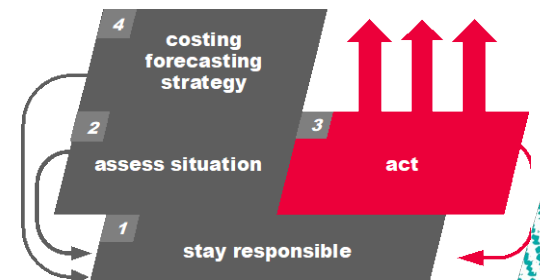 4
costing
forecasting
strategy
2
assess situation
3
act
1
stay responsible